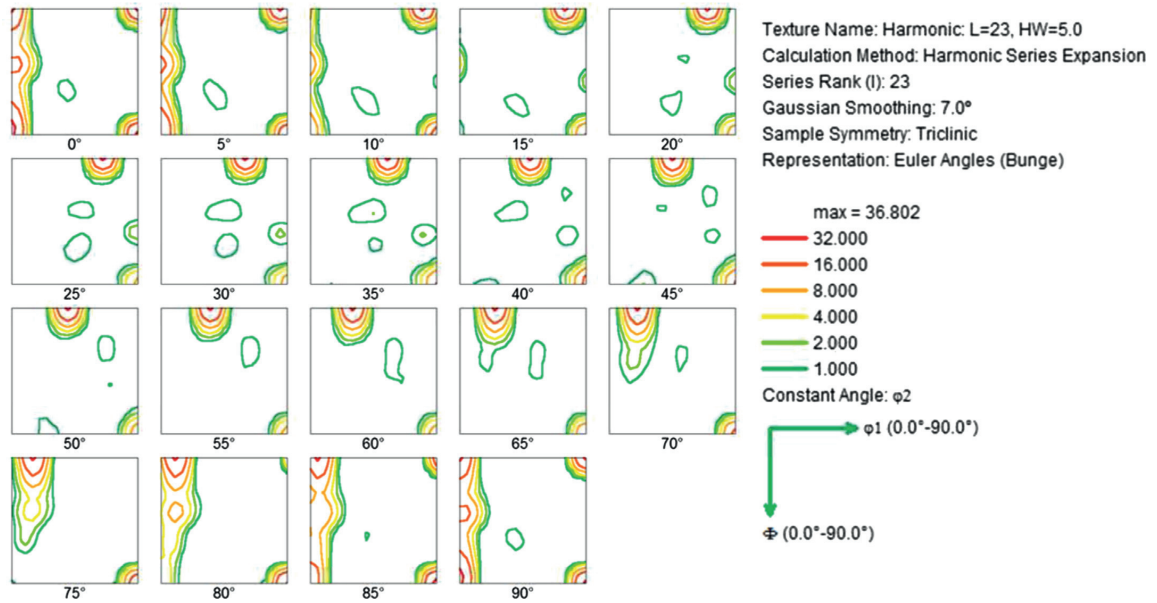 Texture Name: Harmonic: L=23, HW=5.0
Calculation Method: Harmonic Series Expansion
Series Rank (l): 23
Gaussian Smoothing: 7.0°
Sample Symmetry: Triclinic
Representation: Euler Angles (Bunge)
0° 5° 10° 15° 20°
25° 30° 35° 40° 45°
50° 55° 60° 65° 70°
75° 80° 85° 90°
max = 36.802
32.000
16.000
8.000
4.000
2.000
1.000
Constant Angle: φ2
φ1 (0.0°-90.0°)
Φ (0.0°-90.0°)